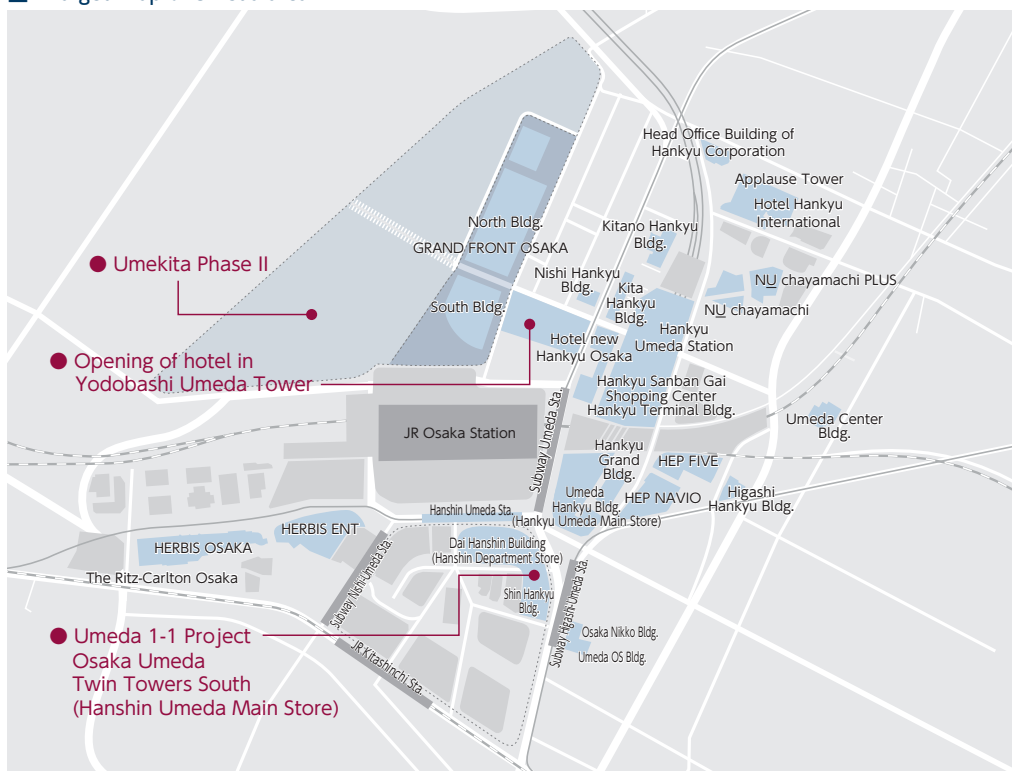 Head Office Building of
Hankyu Corporation
Applause Tower
Hotel Hankyu
International
North Bldg.
GRAND FRONT OSAKA
Kitano Hankyu
Bldg.
● Umekita Phase II
Nishi Hankyu
Bldg.
Kita
Hankyu
Bldg.
NU chayamachi PLUS
NU chayamachi
South Bldg.
Hankyu
Umeda Station
Hotel new
Hankyu Osaka
● Opening of hotel in
Yodobashi Umeda Tower
Hankyu Sanban Gai
Shopping Center
Hankyu Terminal Bldg.
Subway Umeda Sta.
JR Osaka Station
Umeda Center
Bldg.
Hankyu
Grand
Bldg.
HEP FIVE
Umeda
Hankyu Bldg.
(Hankyu Umeda Main Store)
HEP NAVIO
Higashi
Hankyu Bldg.
Hanshin Umeda Sta.
HERBIS ENT
HERBIS OSAKA
The Ritz-Carlton Osaka
Dai Hanshin Building
(Hanshin Department Store)
Subway Nishi-Umeda Sta.
Shin Hankyu
Bldg.
Subway Higashi-Umeda Sta.
Osaka Nikko Bldg.
Umeda OS Bldg.
JR Kitashinchi Sta.
● Umeda 1-1 Project
Osaka Umeda
Twin Towers South
(Hanshin Umeda Main Store)